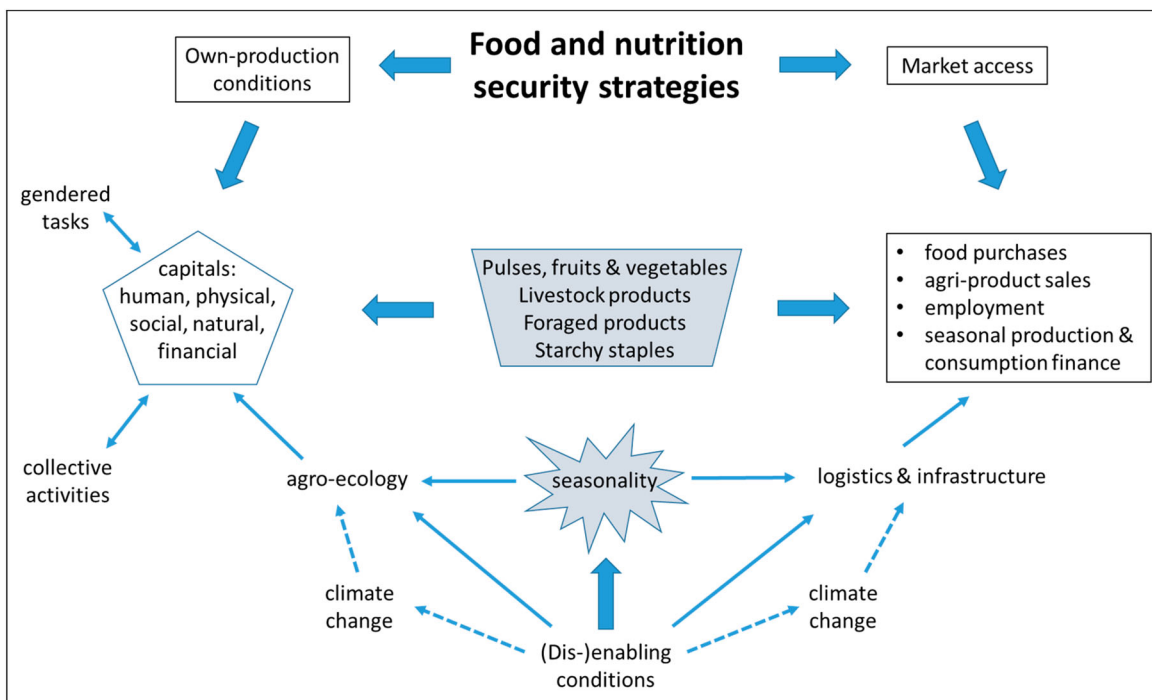 Food and nutrition
security strategies
Own-production
conditions
Market access
gendered
tasks
capitals:
human, physical,
social, natural,
financial
Pulses, fruits & vegetables
Livestock products
Foraged products
Starchy staples
• food purchases
• agri-product sales
• employment
• seasonal production &
consumption finance
collective
activities
agro-ecology
seasonality
logistics & infrastructure
climate
change
climate
change
(Dis-)enabling
conditions